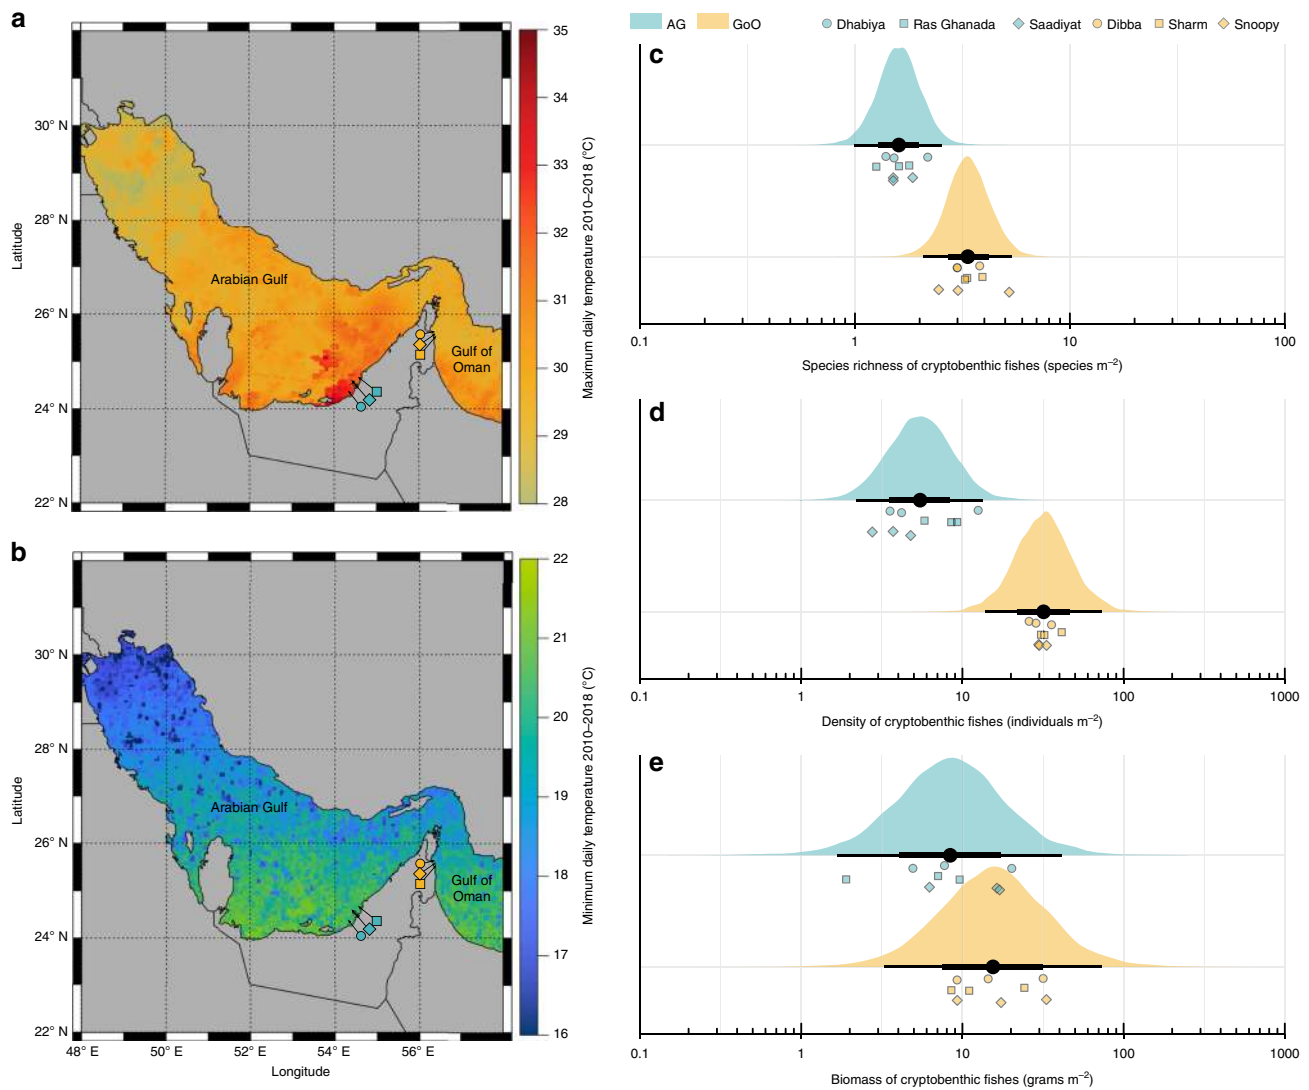 a
35
34
33
32
31
30
29
28
Maximum daily temperature 2010–2018 (°C)
30° N
28° N
26° N
24° N
22° N
Latitude
Arabian Gulf
Gulf of
Oman
b
22
21
20
19
18
17
16
Minimum daily temperature 2010–2018 (°C)
30° N
28° N
26° N
24° N
22° N
Latitude
Arabian Gulf
Gulf of
Oman
48° E 50° E 52° E 54° E 56° E
Longitude
AG GoO Dhabiya Ras Ghanada Saadiyat Dibba Sharm Snoopy
c
0.1 1 10 100
Species richness of cryptobenthic fishes (species m⁻²)
d
0.1 1 10 100 1000
Density of cryptobenthic fishes (individuals m⁻²)
e
0.1 1 10 100 1000
Biomass of cryptobenthic fishes (grams m⁻²)